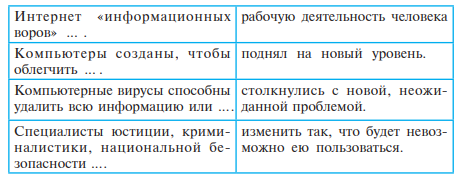 Интернет «информационных
воров» ... .
рабочую деятельность человека
Компьютеры созданы, чтобы
облегчить ... .
поднял на новый уровень.
Компьютерные вирусы способны
удалить всю информацию или ... .
столкнулись с новой, неожи-
данной проблемой.
Специалисты юстиции, крими-
налистики, национальной бе-
зопасности ... .
изменить так, что будет невоз-
можно ею пользоваться.